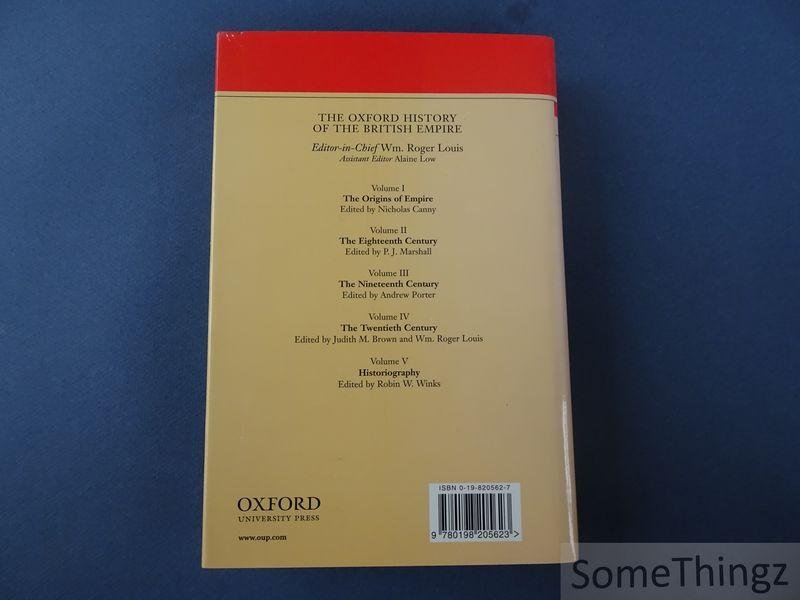 THE OXFORD HISTORY
OF THE BRITISH EMPIRE
Editor-in-Chief Wm. Roger Louis
Assistant Editor Alaine Low
Volume I
The Origins of Empire
Edited by Nicholas Canny
Volume II
The Eighteenth Century
Edited by P. J. Marshall
Volume III
The Nineteenth Century
Edited by Andrew Porter
Volume IV
The Twentieth Century
Edited by Judith M. Brown and Wm. Roger Louis
Volume V
Historiography
Edited by Robin W. Winks
ISBN 0-19-820562-7
9 780198 205623 >
OXFORD
UNIVERSITY PRESS
www.oup.com
SomeThingz